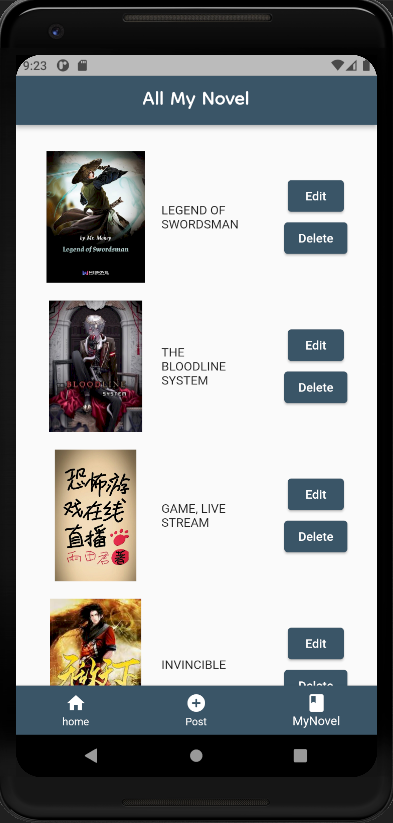 9:23
All My Novel
by Mr. Money
Legend of Swordsman
LEGEND OF
SWORDSMAN
Edit
Delete
BLOODLINE
SYSTEM
THE
BLOODLINE
SYSTEM
Edit
Delete
恐怖游
戏在线
直播
雨田君 著
GAME, LIVE
STREAM
Edit
Delete
INVINCIBLE
Edit
Delete
home
Post
MyNovel